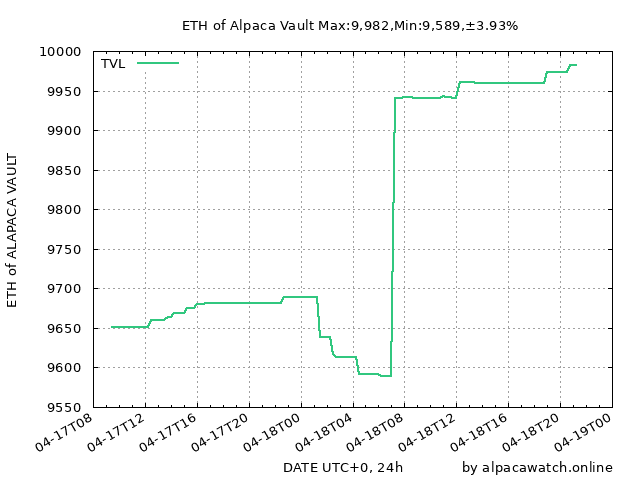 ETH of Alpaca Vault Max:9,982,Min:9,589,±3.93%
TVL
10000
9950
9900
9850
9800
9750
9700
9650
9600
9550
ETH of ALAPACA VAULT
04-17T08
04-17T12
04-17T16
04-17T20
04-18T00
04-18T04
04-18T08
04-18T12
04-18T16
04-18T20
04-19T00
DATE UTC+0, 24h
by alpacawatch.online